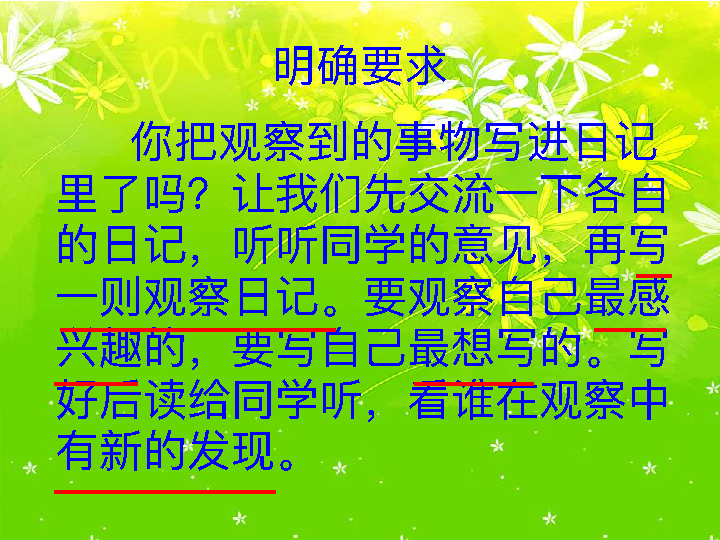 Spring
明确要求
你把观察到的事物写进日记
里了吗？让我们先交流一下各自
的日记，听听同学的意见，再写
一则观察日记。要观察自己最感
兴趣的，要写自己最想写的。写
好后读给同学听，看谁在观察中
有新的发现。